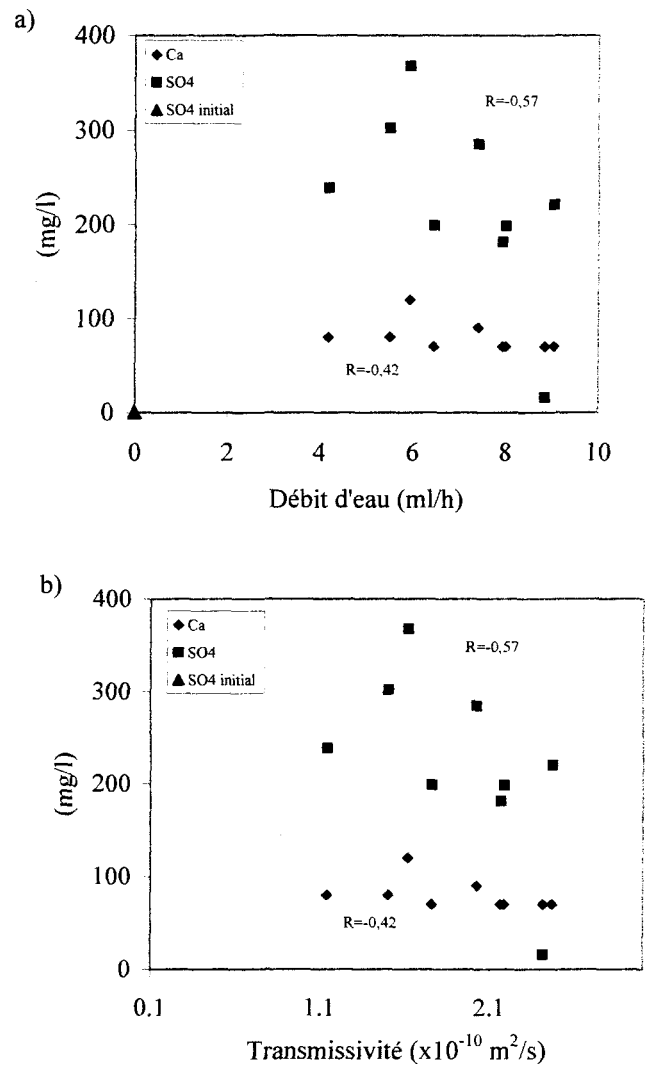 a)
400
300
200
100
0
(mg/l)
Ca
SO4
SO4 initial
R=-0,57
R=-0,42
0 2 4 6 8 10
Débit d'eau (ml/h)
b)
400
300
200
100
0
(mg/l)
Ca
SO4
SO4 initial
R=-0,57
R=-0,42
0.1 1.1 2.1
Transmissivité (x10⁻¹⁰ m²/s)